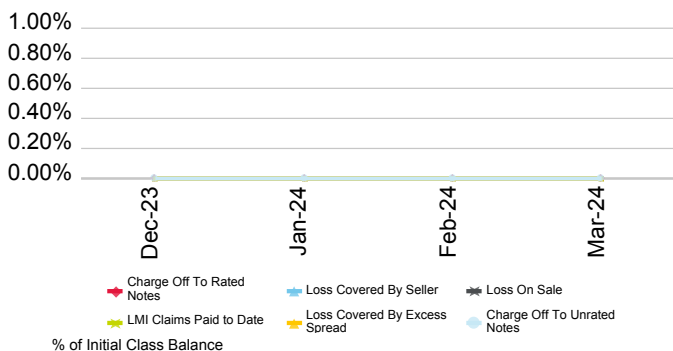 1.00%
0.80%
0.60%
0.40%
0.20%
0.00%
Dec-23
Jan-24
Feb-24
Mar-24
Charge Off To Rated
Notes
Loss Covered By Seller
Loss On Sale
LMI Claims Paid to Date
Loss Covered By Excess
Spread
Charge Off To Unrated
Notes
% of Initial Class Balance